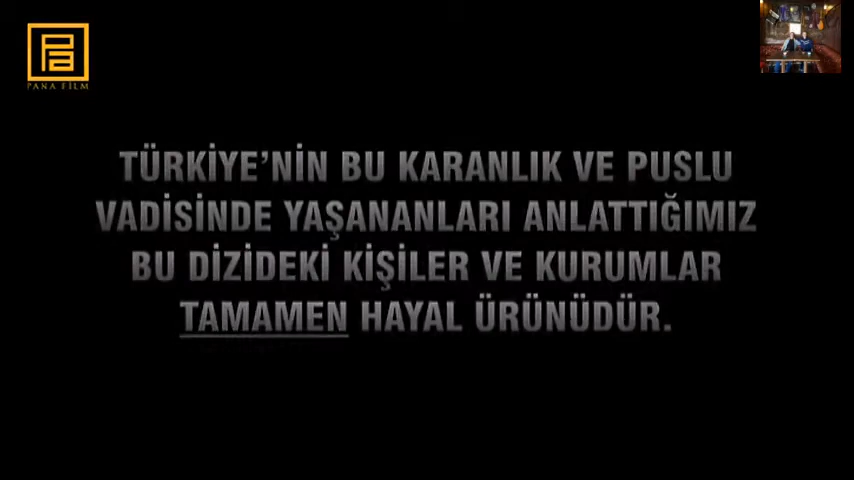 PANA FİLM
TÜRKİYE’NİN BU KARANLIK VE PUSLU
VADİSİNDE YAŞANANLARI ANLATTIĞIMIZ
BU DİZİDEKİ KİŞİLER VE KURUMLAR
TAMAMEN HAYAL ÜRÜNÜDÜR.